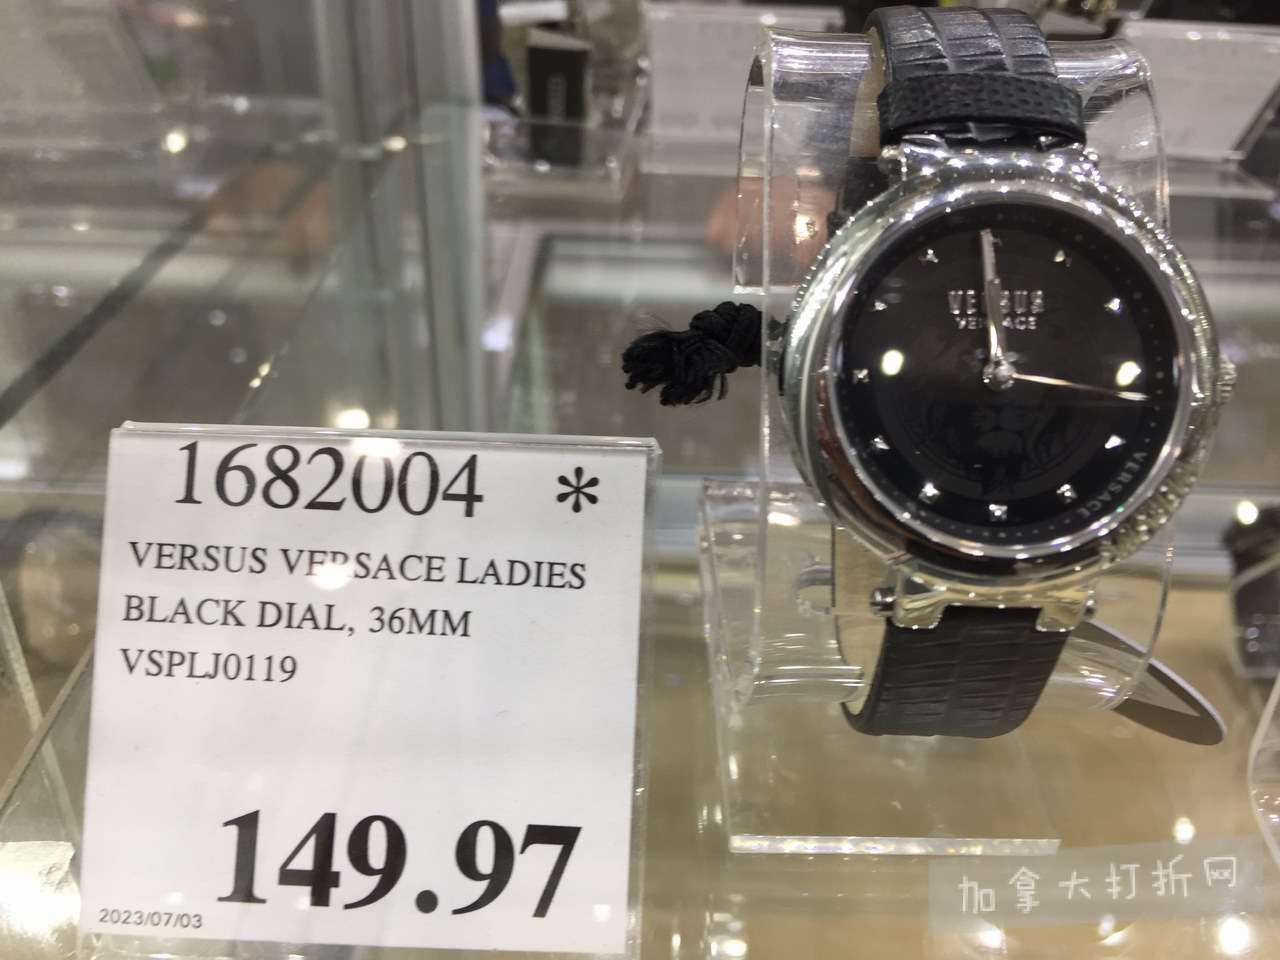 1682004 *
VERSUS VERSACE LADIES
BLACK DIAL, 36MM
VSPLJ0119
149.97
2023/07/03
VERSUS
VERSACE
VERSACE
加拿大打折网